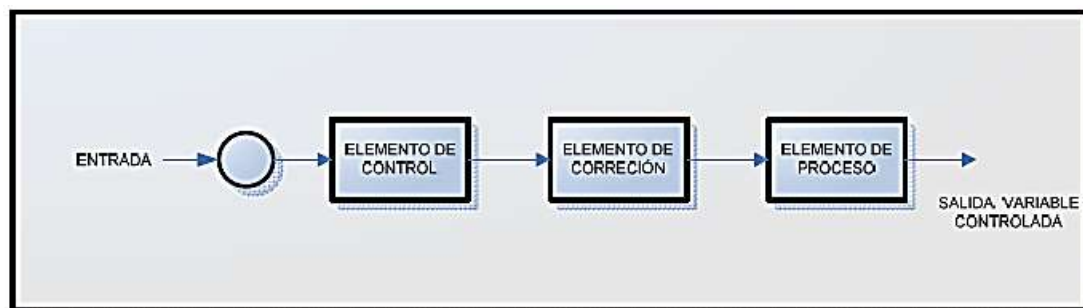 ENTRADA
ELEMENTO DE
CONTROL
ELEMENTO DE
CORRECIÓN
ELEMENTO DE
PROCESO
SALIDA, VARIABLE
CONTROLADA